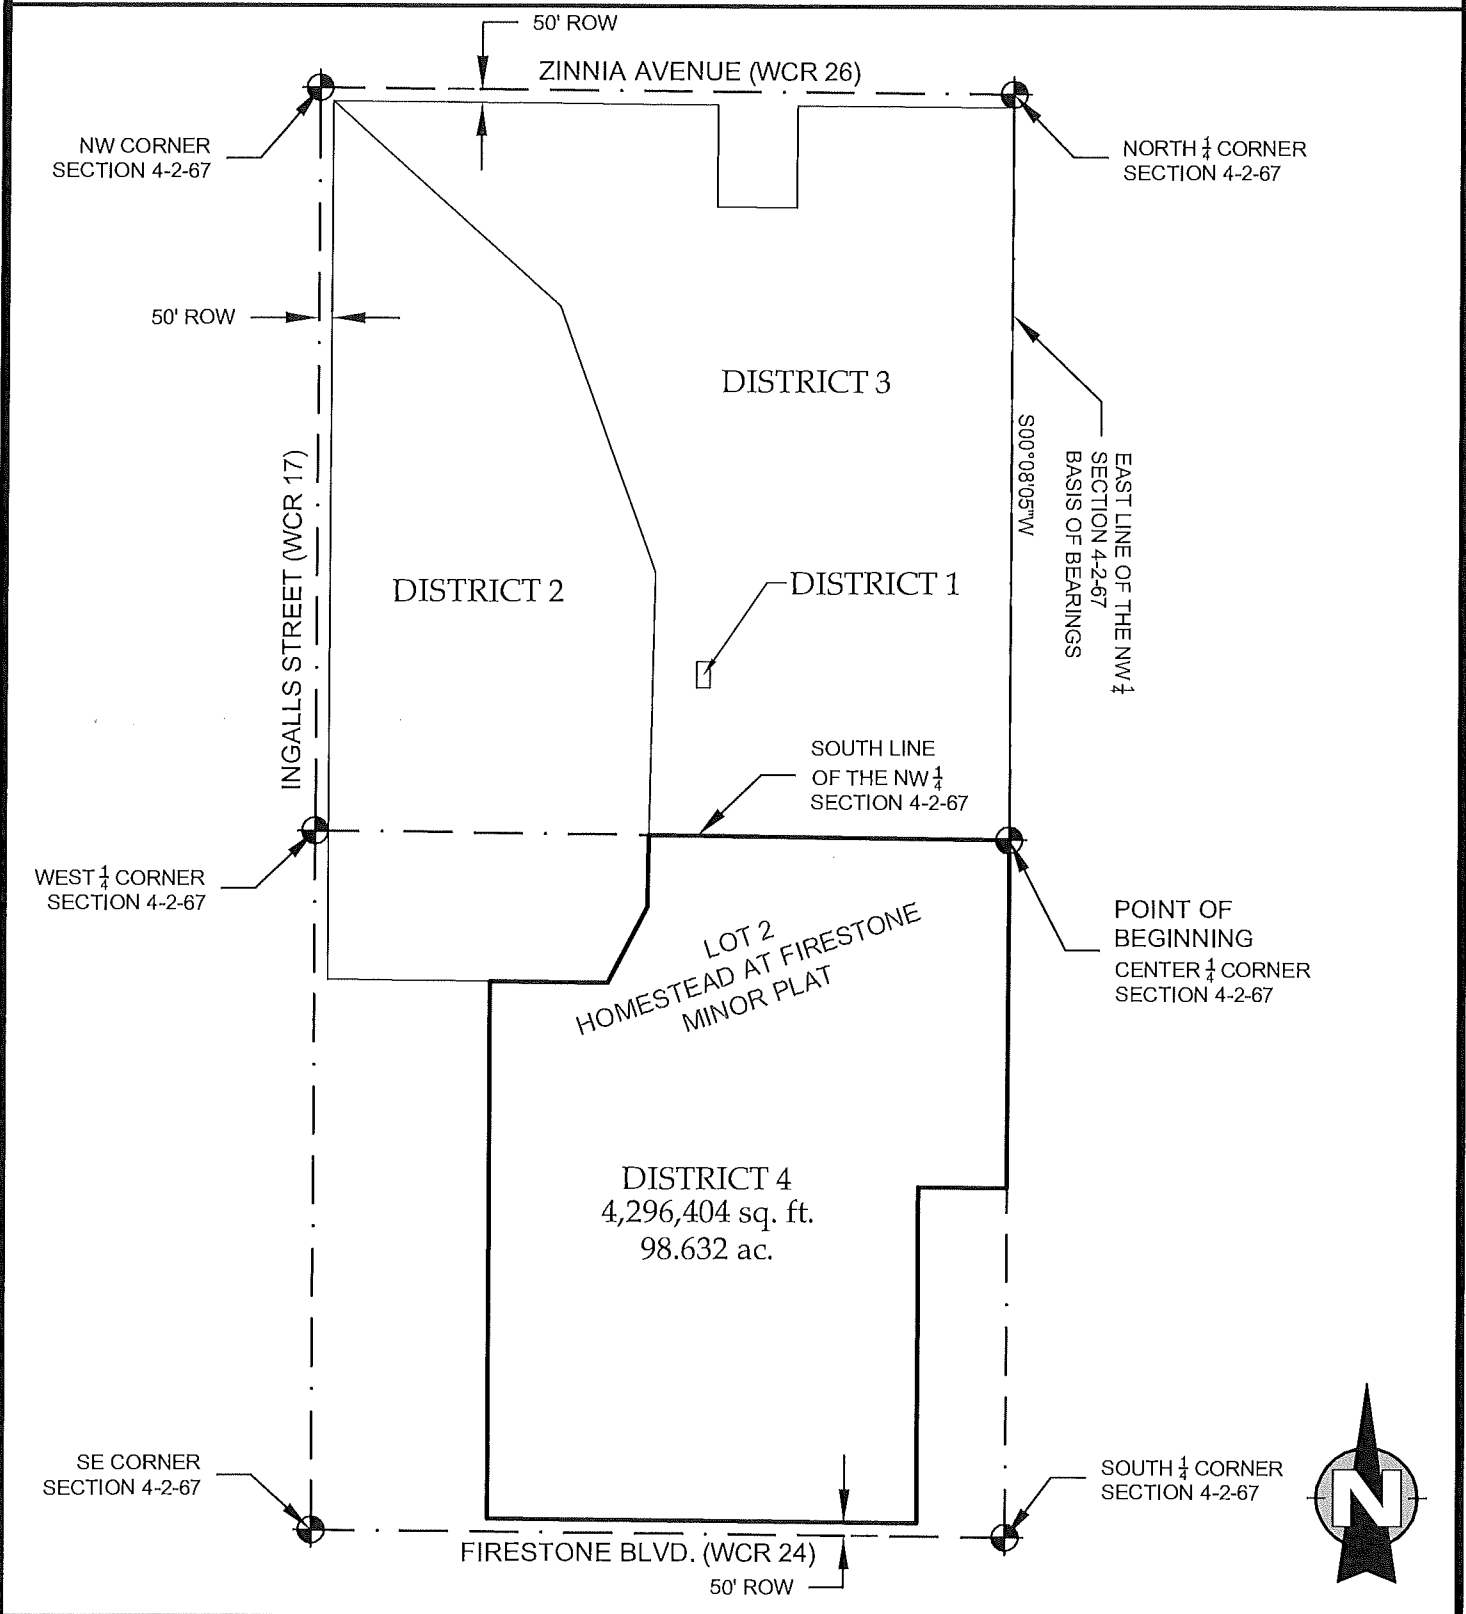 50' ROW
ZINNIA AVENUE (WCR 26)
NW CORNER
SECTION 4-2-67
NORTH 1/4 CORNER
SECTION 4-2-67
50' ROW
DISTRICT 3
S00°08'05"W
EAST LINE OF THE NW 1/4
SECTION 4-2-67
BASIS OF BEARINGS
INGALLS STREET (WCR 17)
DISTRICT 2
DISTRICT 1
SOUTH LINE
OF THE NW 1/4
SECTION 4-2-67
WEST 1/4 CORNER
SECTION 4-2-67
POINT OF
BEGINNING
CENTER 1/4 CORNER
SECTION 4-2-67
LOT 2
HOMESTEAD AT FIRESTONE
MINOR PLAT
DISTRICT 4
4,296,404 sq. ft.
98.632 ac.
SE CORNER
SECTION 4-2-67
SOUTH 1/4 CORNER
SECTION 4-2-67
N
FIRESTONE BLVD. (WCR 24)
50' ROW